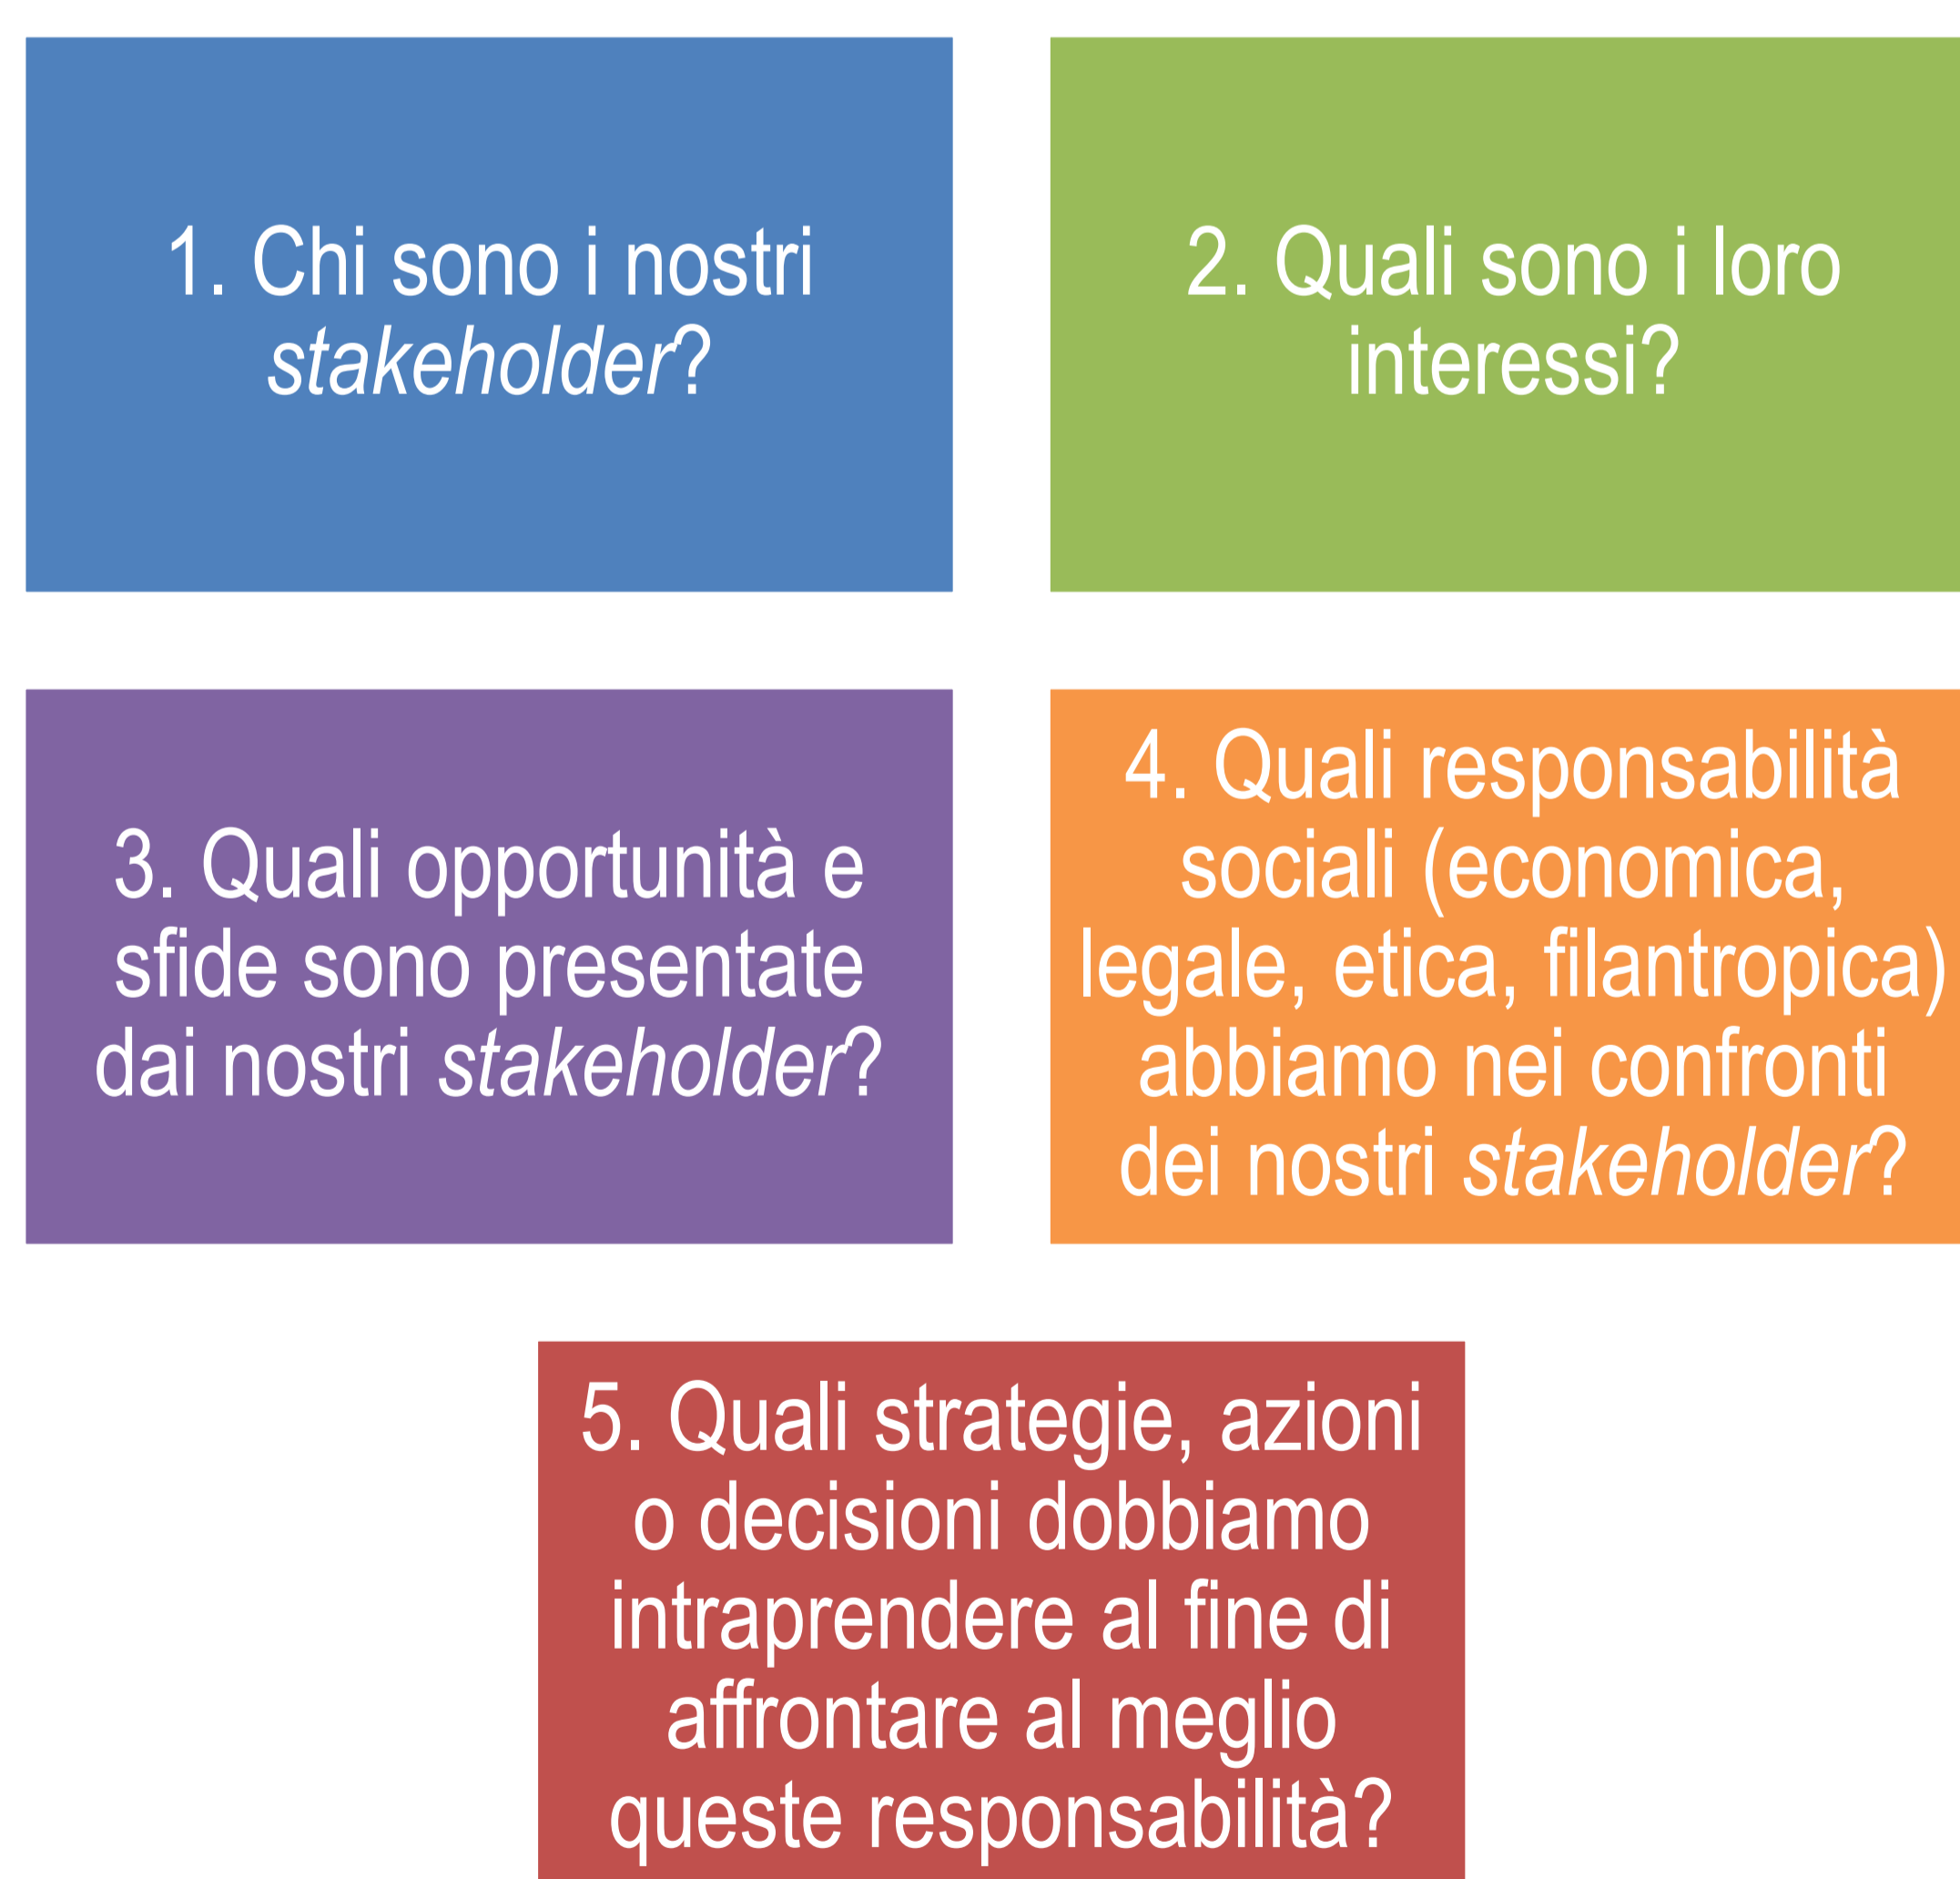 1. Chi sono i nostri
stakeholder?
2. Quali sono i loro
interessi?
3. Quali opportunità e
sfide sono presentate
dai nostri stakeholder?
4. Quali responsabilità
sociali (economica,
legale, etica, filantropica)
abbiamo nei confronti
dei nostri stakeholder?
5. Quali strategie, azioni
o decisioni dobbiamo
intraprendere al fine di
affrontare al meglio
queste responsabilità?